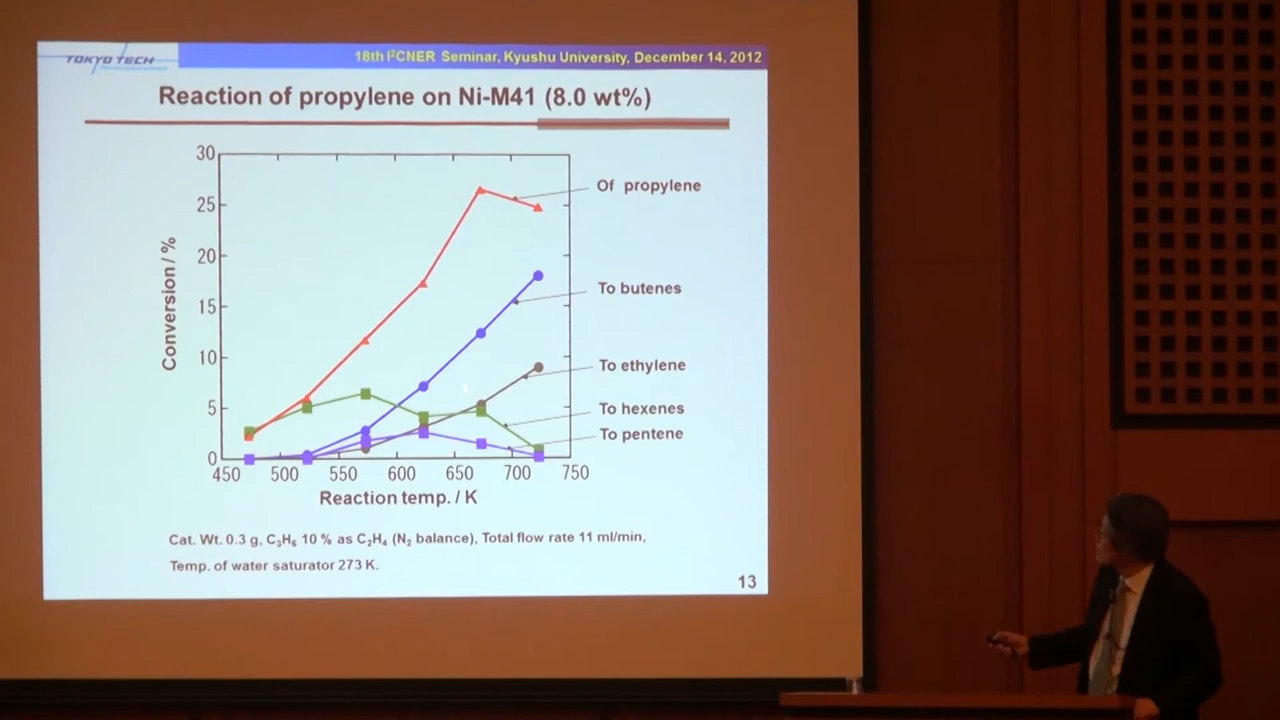 TOKYO TECH
18th I²CNER Seminar, Kyushu University, December 14, 2012
Reaction of propylene on Ni-M41 (8.0 wt%)
30
25
20
15
10
5
0
Conversion / %
Of propylene
To butenes
To ethylene
To hexenes
To pentene
450 500 550 600 650 700 750
Reaction temp. / K
Cat. Wt. 0.3 g, C₃H₆ 10 % as C₂H₄ (N₂ balance), Total flow rate 11 ml/min,
Temp. of water saturator 273 K.
13